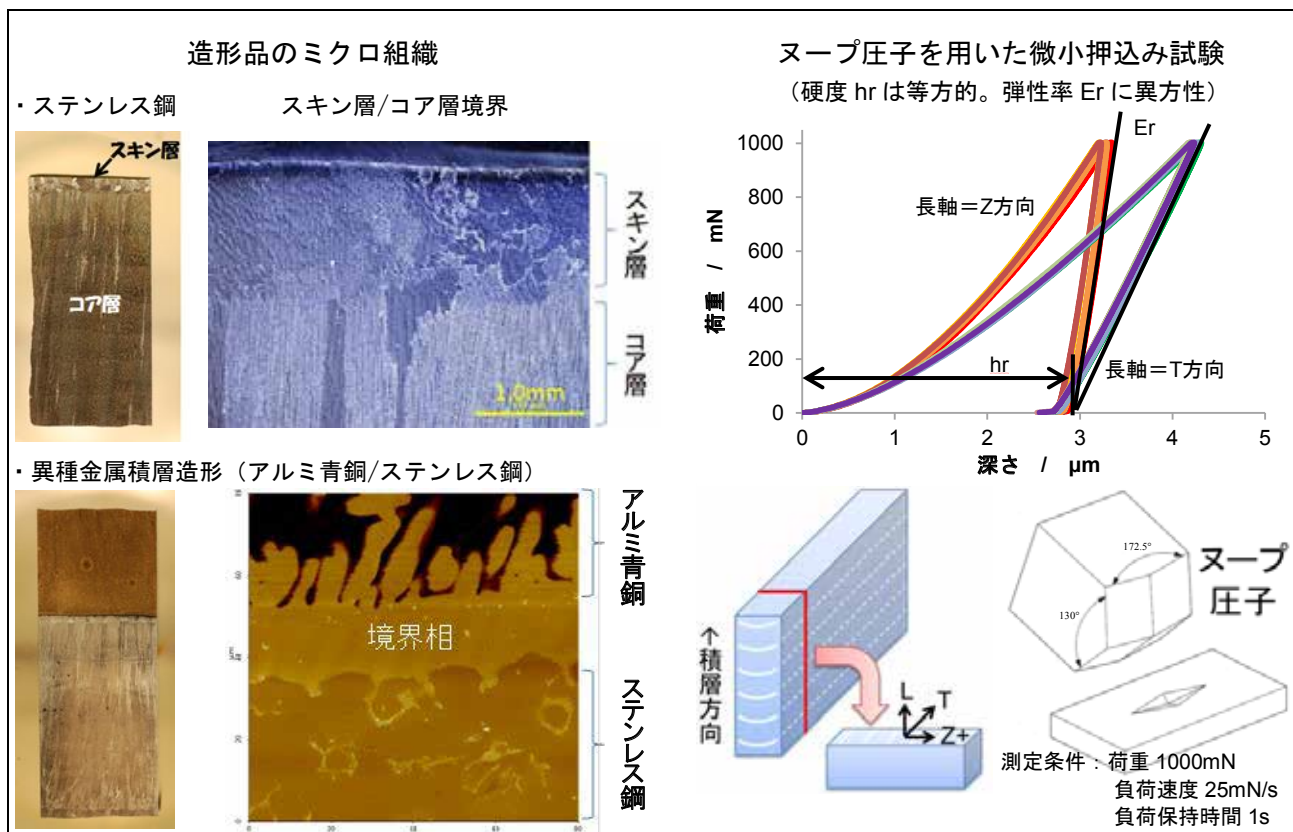 造形品のミクロ組織
・ステンレス鋼
スキン層/コア層境界
スキン層
コア層
スキン層
コア層
1.0mm
・異種金属積層造形（アルミ青銅/ステンレス鋼）
境界相
アルミ青銅
ステンレス鋼
ヌープ圧子を用いた微小押込み試験
（硬度 hr は等方的。弾性率 Er に異方性）
Er
1000
800
600
400
200
0
荷重 / mN
長軸＝Z方向
hr
長軸＝T方向
0 1 2 3 4 5
深さ / μm
↑積層方向
L
T
Z+
172.5°
130°
ヌープ
圧子
測定条件：荷重 1000mN
負荷速度 25mN/s
負荷保持時間 1s